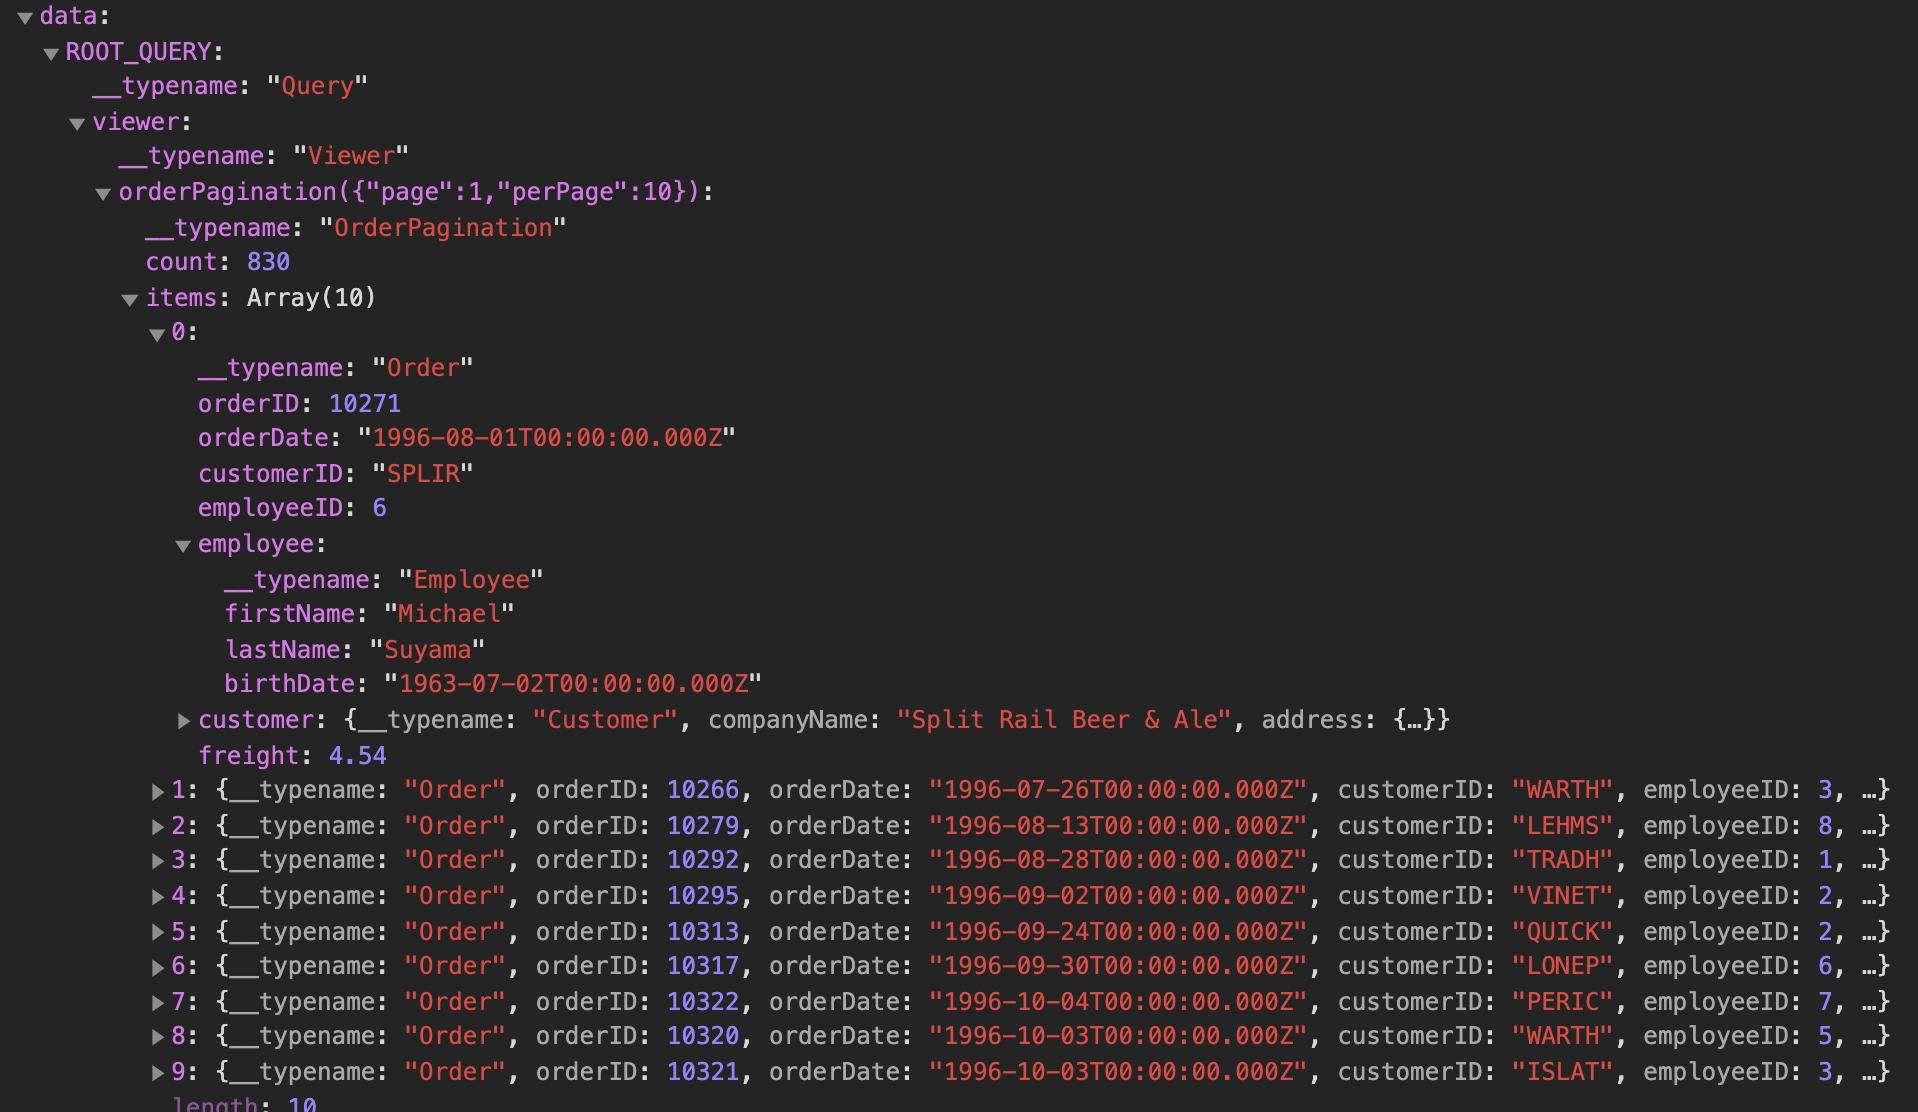 data:
ROOT_QUERY:
__typename: "Query"
viewer:
__typename: "Viewer"
orderPagination({"page":1,"perPage":10}):
__typename: "OrderPagination"
count: 830
items: Array(10)
0:
__typename: "Order"
orderID: 10271
orderDate: "1996-08-01T00:00:00.000Z"
customerID: "SPLIR"
employeeID: 6
employee:
__typename: "Employee"
firstName: "Michael"
lastName: "Suyama"
birthDate: "1963-07-02T00:00:00.000Z"
customer: {__typename: "Customer", companyName: "Split Rail Beer & Ale", address: {…}}
freight: 4.54
1: {__typename: "Order", orderID: 10266, orderDate: "1996-07-26T00:00:00.000Z", customerID: "WARTH", employeeID: 3, …}
2: {__typename: "Order", orderID: 10279, orderDate: "1996-08-13T00:00:00.000Z", customerID: "LEHMS", employeeID: 8, …}
3: {__typename: "Order", orderID: 10292, orderDate: "1996-08-28T00:00:00.000Z", customerID: "TRADH", employeeID: 1, …}
4: {__typename: "Order", orderID: 10295, orderDate: "1996-09-02T00:00:00.000Z", customerID: "VINET", employeeID: 2, …}
5: {__typename: "Order", orderID: 10313, orderDate: "1996-09-24T00:00:00.000Z", customerID: "QUICK", employeeID: 2, …}
6: {__typename: "Order", orderID: 10317, orderDate: "1996-09-30T00:00:00.000Z", customerID: "LONEP", employeeID: 6, …}
7: {__typename: "Order", orderID: 10322, orderDate: "1996-10-04T00:00:00.000Z", customerID: "PERIC", employeeID: 7, …}
8: {__typename: "Order", orderID: 10320, orderDate: "1996-10-03T00:00:00.000Z", customerID: "WARTH", employeeID: 5, …}
9: {__typename: "Order", orderID: 10321, orderDate: "1996-10-03T00:00:00.000Z", customerID: "ISLAT", employeeID: 3, …}
length: 10